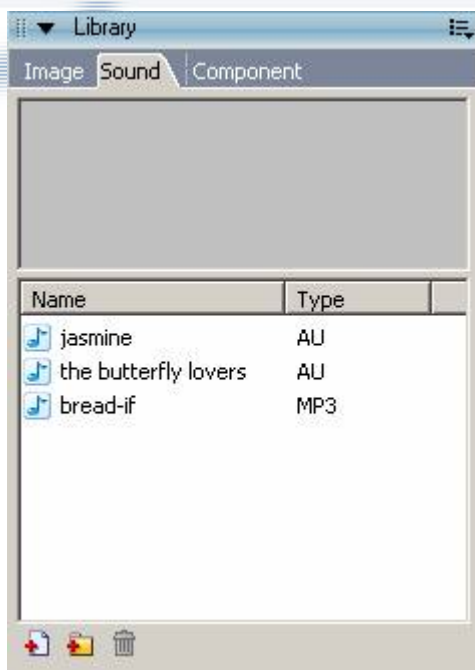 Library
Image Sound Component
Name Type
jasmine AU
the butterfly lovers AU
bread-if MP3